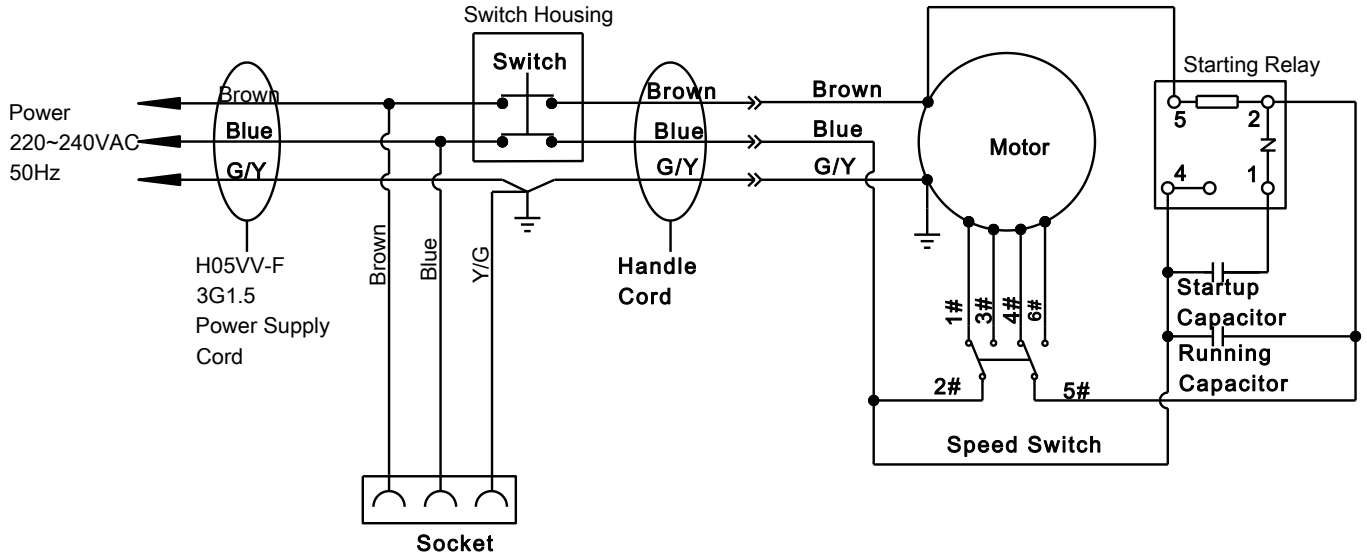 Switch Housing
Switch
Starting Relay
Power
220~240VAC
50Hz
Brown
Blue
G/Y
Brown
Blue
G/Y
Brown
Blue
G/Y
Motor
5
2
4
1
H05VV-F
3G1.5
Power Supply
Cord
Brown
Blue
Y/G
Handle
Cord
1#
3#
4#
6#
2#
5#
Startup
Capacitor
Running
Capacitor
Speed Switch
Socket